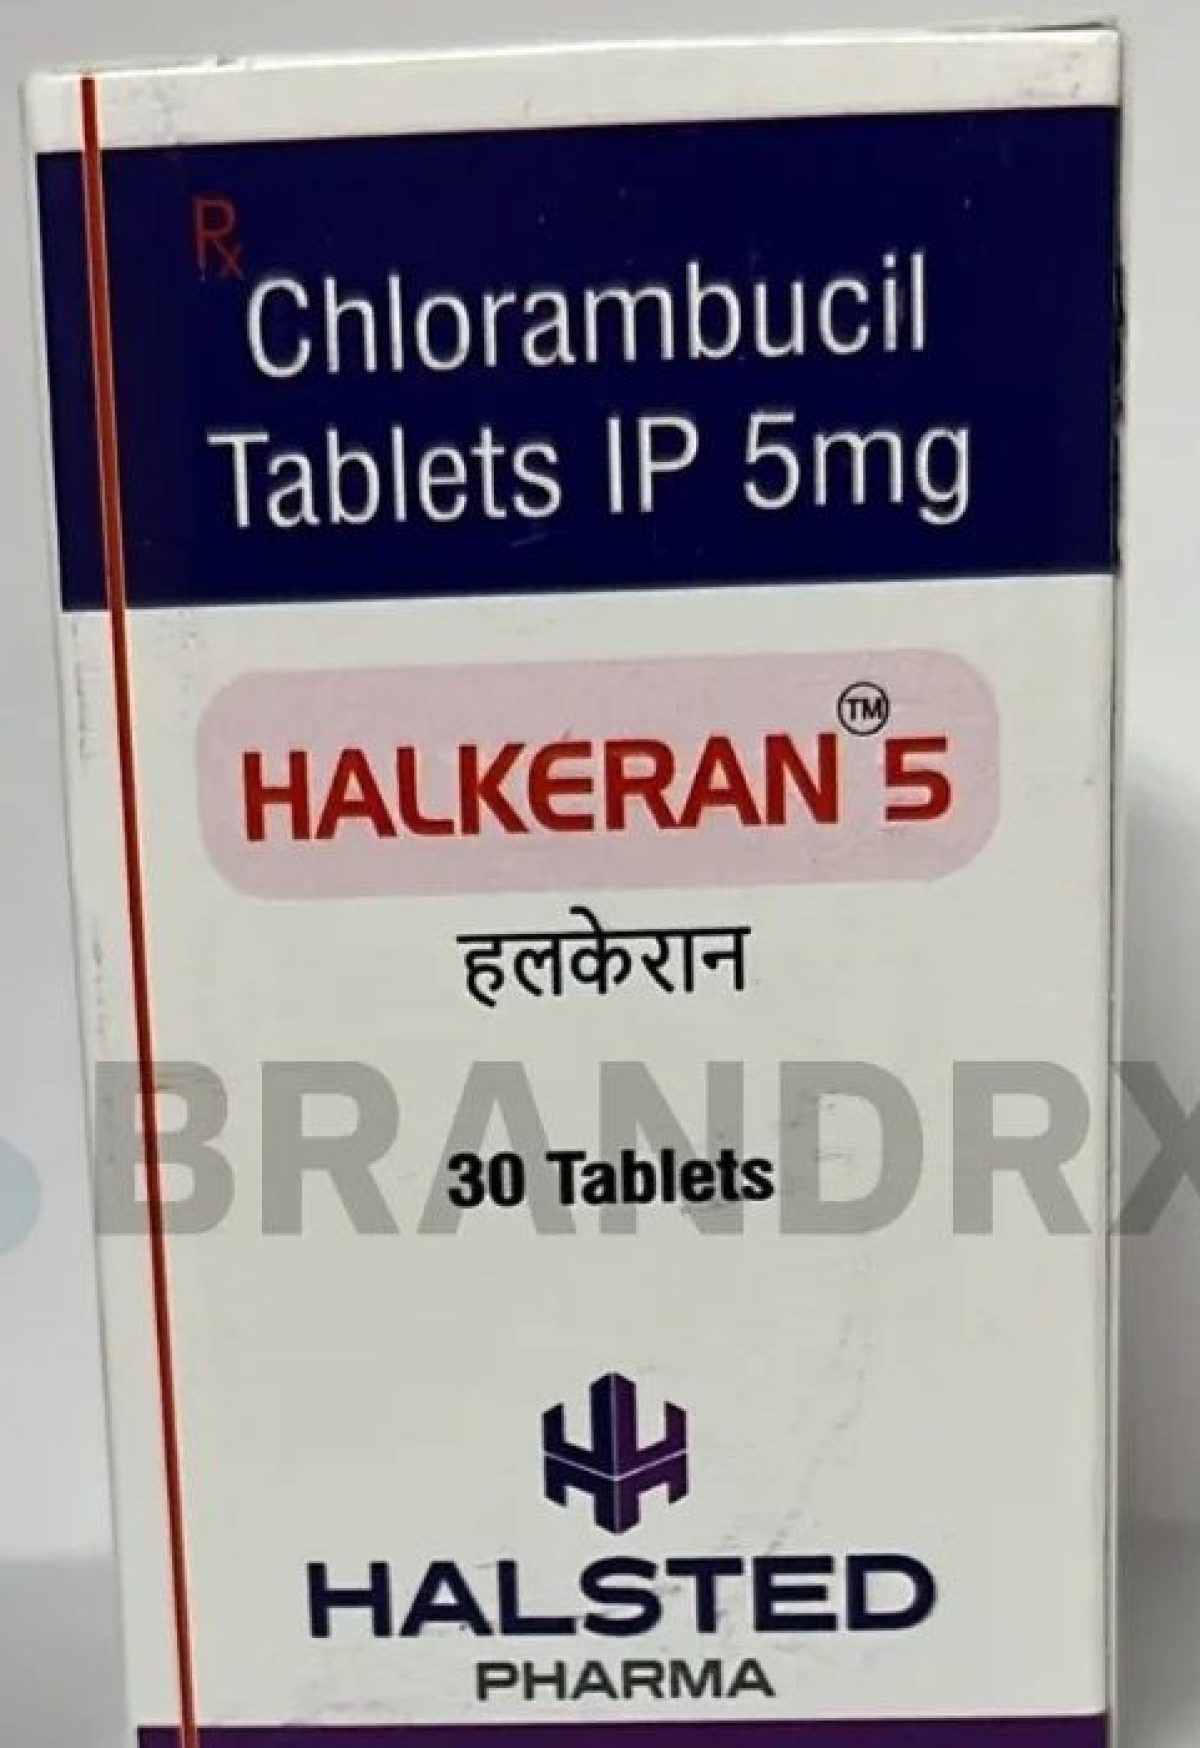 Rx
Chlorambucil
Tablets IP 5mg
HALKERAN™ 5
हलकेरान
BRANDRX
30 Tablets
HALSTED
PHARMA